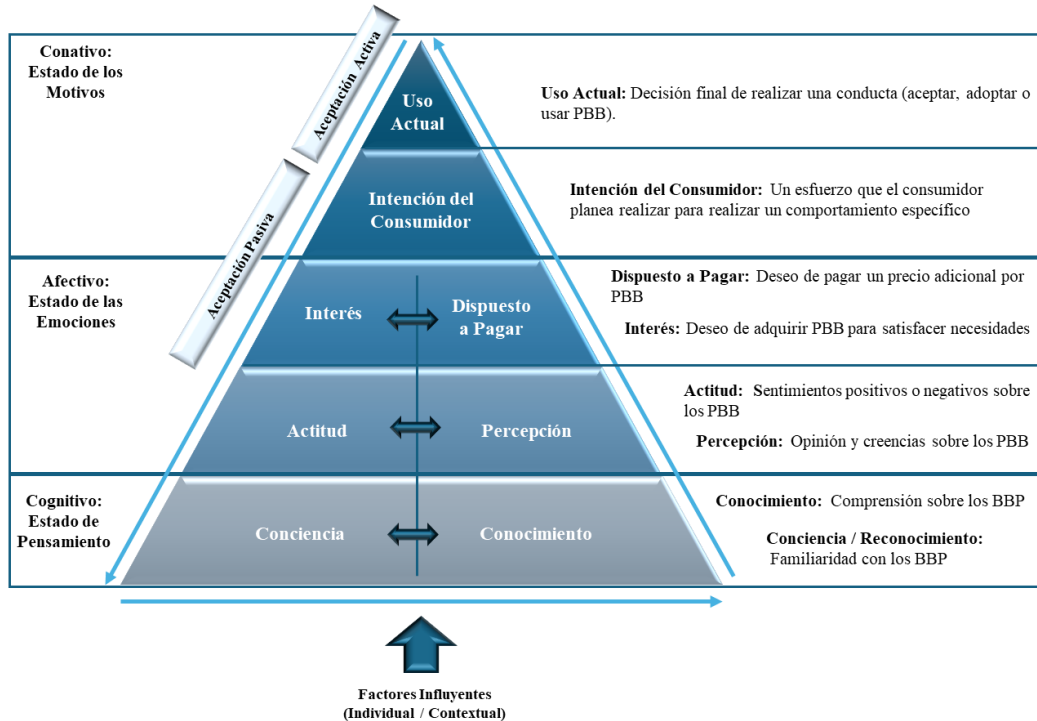 Conativo:
Estado de los
Motivos
Aceptación Activa
Uso
Actual
Uso Actual: Decisión final de realizar una conducta (aceptar, adoptar o
usar PBB).
Aceptación Pasiva
Intención del
Consumidor
Intención del Consumidor: Un esfuerzo que el consumidor
planea realizar para realizar un comportamiento específico
Afectivo:
Estado de las
Emociones
Interés
Dispuesto
a Pagar
Dispuesto a Pagar: Deseo de pagar un precio adicional por
PBB
Interés: Deseo de adquirir PBB para satisfacer necesidades
Actitud
Percepción
Actitud: Sentimientos positivos o negativos sobre
los PBB
Percepción: Opinión y creencias sobre los PBB
Cognitivo:
Estado de
Pensamiento
Conciencia
Conocimiento
Conocimiento: Comprensión sobre los BBP
Conciencia / Reconocimiento:
Familiaridad con los BBP
Factores Influyentes
(Individual / Contextual)